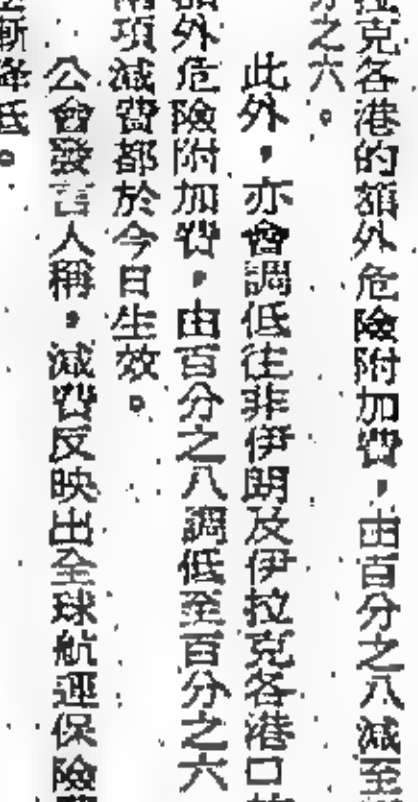 拉克各港的額外危險附加費，由百分之八減至
分之六。
此外，亦會調低往非伊朗及伊拉克各港口的
額外危險附加費，由百分之八調低至百分之六
兩項減費都於今日生效。
公會發言人稱，減費反映出全球航運保險費
漸降低。